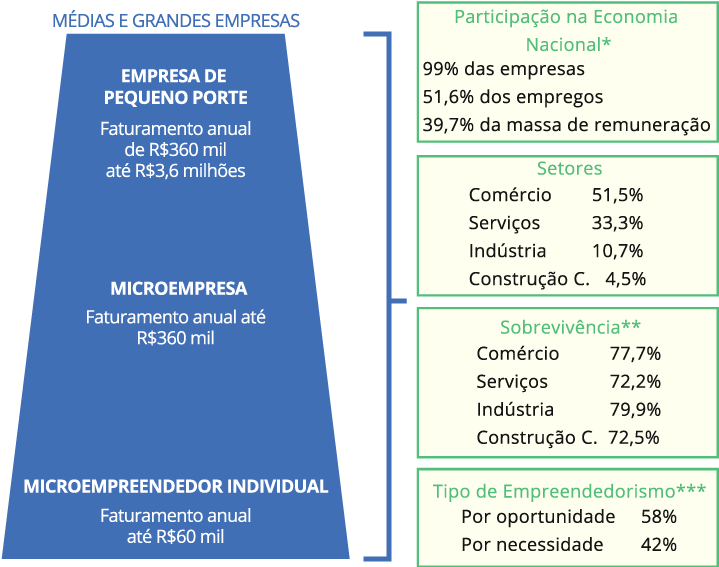 MÉDIAS E GRANDES EMPRESAS
EMPRESA DE
PEQUENO PORTE
Faturamento anual
de R$360 mil
até R$3,6 milhões
MICROEMPRESA
Faturamento anual até
R$360 mil
MICROEMPREENDEDOR INDIVIDUAL
Faturamento anual
até R$60 mil
Participação na Economia
Nacional*
99% das empresas
51,6% dos empregos
39,7% da massa de remuneração
Setores
Comércio 51,5%
Serviços 33,3%
Indústria 10,7%
Construção C. 4,5%
Sobrevivência**
Comércio 77,7%
Serviços 72,2%
Indústria 79,9%
Construção C. 72,5%
Tipo de Empreendedorismo***
Por oportunidade 58%
Por necessidade 42%